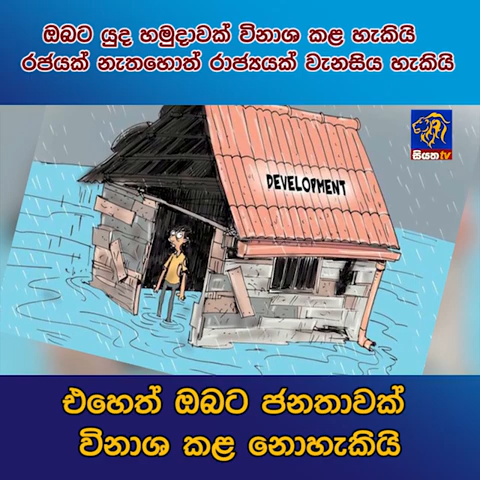 ඔබට යුද හමුදාවක් විනාශ කළ හැකියි
රජයක් නැතහොත් රාජ්‍යයක් වැනසිය හැකියි
සියත tv
DEVELOPMENT
එහෙත් ඔබට ජනතාවක්
විනාශ කළ නොහැකියි